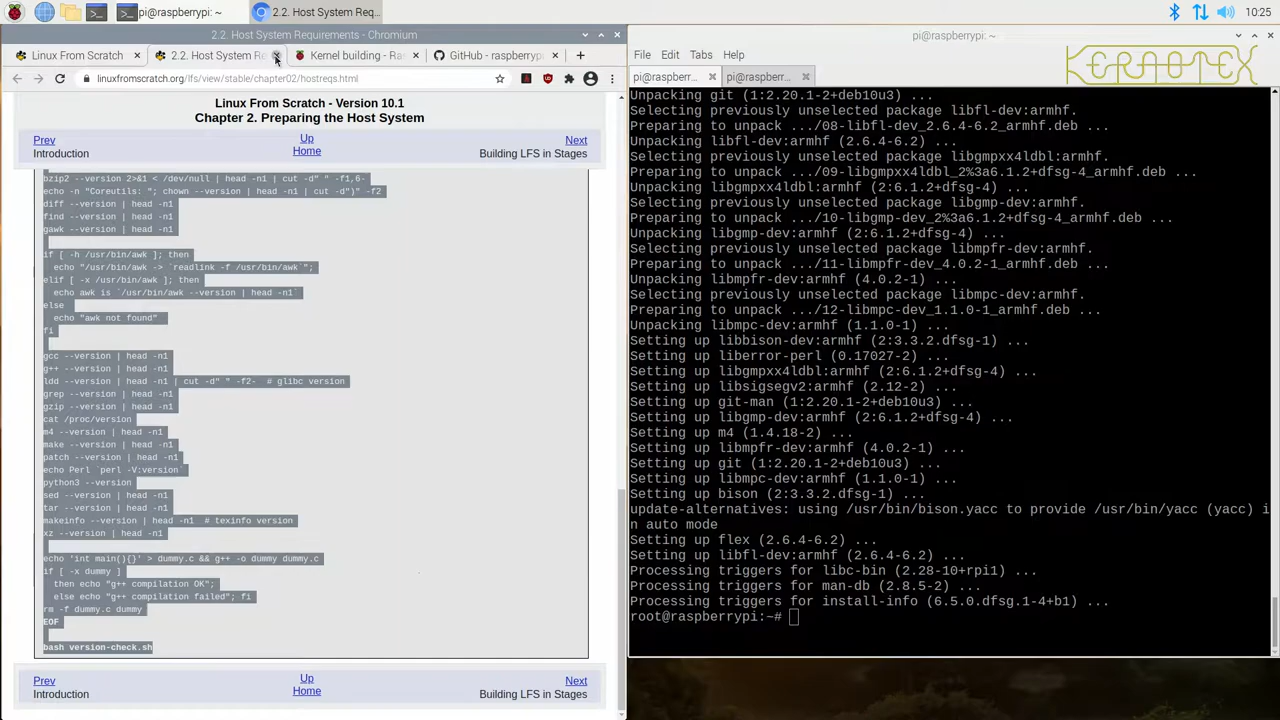 pi@raspberrypi: ~
2.2. Host System Req...
10:25
2.2. Host System Requirements - Chromium
Linux From Scratch
2.2. Host System Re
Kernel building - Ras
GitHub - raspberrypi
linuxfromscratch.org/lfs/view/stable/chapter02/hostreqs.html
Linux From Scratch - Version 10.1
Chapter 2. Preparing the Host System
Prev
Up
Next
Introduction
Home
Building LFS in Stages
bzip2 --version 2>&1 < /dev/null | head -n1 | cut -d" " -f1,6-
echo -n "Coreutils: "; chown --version | head -n1 | cut -d")" -f2
diff --version | head -n1
find --version | head -n1
gawk --version | head -n1
if [ -h /usr/bin/awk ]; then
echo "/usr/bin/awk -> `readlink -f /usr/bin/awk`";
elif [ -x /usr/bin/awk ]; then
echo awk is `/usr/bin/awk --version | head -n1`
else
echo "awk not found"
fi
gcc --version | head -n1
g++ --version | head -n1
ldd --version | head -n1 | cut -d" " -f2-  # glibc version
grep --version | head -n1
gzip --version | head -n1
cat /proc/version
m4 --version | head -n1
make --version | head -n1
patch --version | head -n1
echo Perl `perl -V:version`
python3 --version
sed --version | head -n1
tar --version | head -n1
makeinfo --version | head -n1  # texinfo version
xz --version | head -n1
echo 'int main(){}' > dummy.c && g++ -o dummy dummy.c
if [ -x dummy ]
then echo "g++ compilation OK";
else echo "g++ compilation failed"; fi
rm -f dummy.c dummy
EOF
bash version-check.sh
Prev
Up
Next
Introduction
Home
Building LFS in Stages
pi@raspberrypi: ~
File Edit Tabs Help
KERNOTEX
pi@raspberr...
pi@raspberr...
Unpacking git (1:2.20.1-2+deb10u3) ...
Selecting previously unselected package libfl-dev:armhf.
Preparing to unpack .../08-libfl-dev_2.6.4-6.2_armhf.deb ...
Unpacking libfl-dev:armhf (2.6.4-6.2) ...
Selecting previously unselected package libgmpxx4ldbl:armhf.
Preparing to unpack .../09-libgmpxx4ldbl_2%3a6.1.2+dfsg-4_armhf.deb ...
Unpacking libgmpxx4ldbl:armhf (2:6.1.2+dfsg-4) ...
Selecting previously unselected package libgmp-dev:armhf.
Preparing to unpack .../10-libgmp-dev_2%3a6.1.2+dfsg-4_armhf.deb ...
Unpacking libgmp-dev:armhf (2:6.1.2+dfsg-4) ...
Selecting previously unselected package libmpfr-dev:armhf.
Preparing to unpack .../11-libmpfr-dev_4.0.2-1_armhf.deb ...
Unpacking libmpfr-dev:armhf (4.0.2-1) ...
Selecting previously unselected package libmpc-dev:armhf.
Preparing to unpack .../12-libmpc-dev_1.1.0-1_armhf.deb ...
Unpacking libmpc-dev:armhf (1.1.0-1) ...
Setting up libbison-dev:armhf (2:3.3.2.dfsg-1) ...
Setting up liberror-perl (0.17027-2) ...
Setting up libgmpxx4ldbl:armhf (2:6.1.2+dfsg-4) ...
Setting up libsigsegv2:armhf (2.12-2) ...
Setting up git-man (1:2.20.1-2+deb10u3) ...
Setting up libgmp-dev:armhf (2:6.1.2+dfsg-4) ...
Setting up m4 (1.4.18-2) ...
Setting up libmpfr-dev:armhf (4.0.2-1) ...
Setting up git (1:2.20.1-2+deb10u3) ...
Setting up libmpc-dev:armhf (1.1.0-1) ...
Setting up bison (2:3.3.2.dfsg-1) ...
update-alternatives: using /usr/bin/bison.yacc to provide /usr/bin/yacc (yacc) i
n auto mode
Setting up flex (2.6.4-6.2) ...
Setting up libfl-dev:armhf (2.6.4-6.2) ...
Processing triggers for libc-bin (2.28-10+rpi1) ...
Processing triggers for man-db (2.8.5-2) ...
Processing triggers for install-info (6.5.0.dfsg.1-4+b1) ...
root@raspberrypi:~#